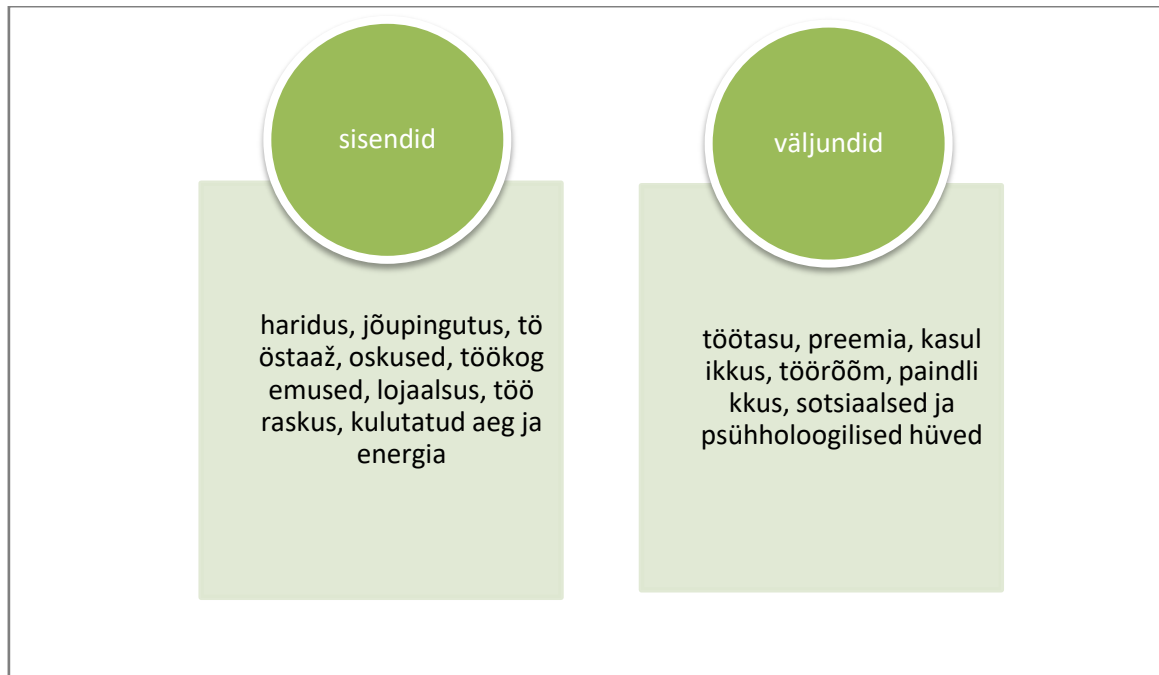 sisendid
haridus, jõupingutus, tö
östaaž, oskused, töökog
emused, lojaalsus, töö
raskus, kulutatud aeg ja
energia
väljundid
töötasu, preemia, kasul
ikkus, töörõõm, paindli
kkus, sotsiaalsed ja
psühholoogilised hüved